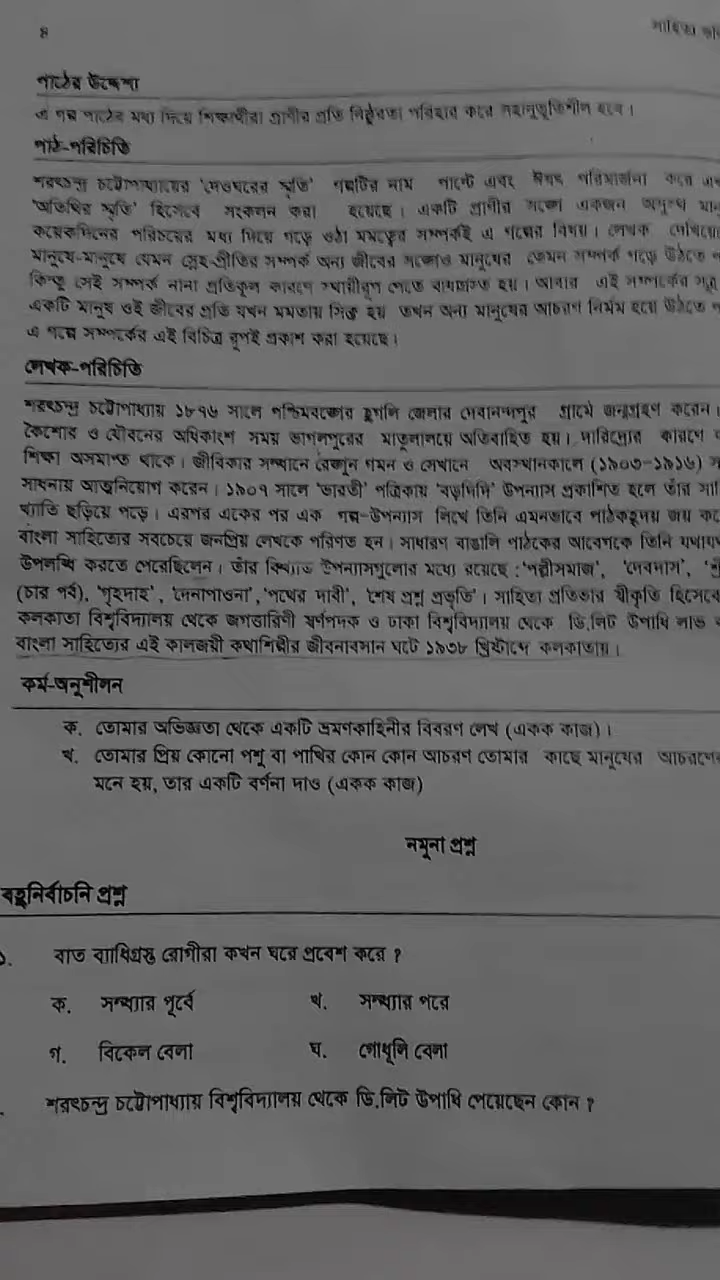 ৪
সাহিত্য
পাঠের উদ্দেশ্য
এ গল্প পাঠের মধ্য দিয়ে শিক্ষার্থীরা প্রাণীর প্রতি নিষ্ঠুরতা পরিহার করে সহানুভূতিশীল হবে।
পাঠ-পরিচিতি
শরৎচন্দ্র চট্টোপাধ্যায়ের 'দেওঘরের স্মৃতি' গল্পটির নাম পাল্টে এবং ঈষৎ পরিমার্জনা করে
'অতিথির স্মৃতি' হিসেবে সংকলন করা হয়েছে। একটি প্রাণীর সঙ্গে একজন অসুস্থ
কয়েকদিনের পরিচয়ের মধ্য দিয়ে গড়ে ওঠা মমত্বের সম্পর্কই এ গল্পের বিষয়। লেখক
মানুষে-মানুষে যেমন স্নেহ-প্রীতির সম্পর্ক অন্য জীবের সঙ্গেও মানুষের তেমন সম্পর্ক গড়ে উঠতে
কিন্তু সেই সম্পর্ক নানা প্রতিকূল কারণে স্থায়ীরূপ পেতে বাধাগ্রস্ত হয়। আবার এই সম্পর্কের
একটি মানুষ ওই জীবের প্রতি যখন মমতায় সিক্ত হয় তখন অন্য মানুষের আচরণ নির্মম হয়ে উঠতে
এ গল্পে সম্পর্কের এই বিচিত্র রূপই প্রকাশ করা হয়েছে।
লেখক-পরিচিতি
শরৎচন্দ্র চট্টোপাধ্যায় ১৮৭৬ সালে পশ্চিমবঙ্গের হুগলি জেলার দেবানন্দপুর গ্রামে জন্মগ্রহণ করেন।
কৈশোর ও যৌবনের অধিকাংশ সময় ভাগলপুরের মাতুলালয়ে অতিবাহিত হয়। দারিদ্র্যের কারণে
শিক্ষা অসমাপ্ত থাকে। জীবিকার সন্ধানে রেঙ্গুন গমন ও সেখানে অবস্থানকালে (১৯০৩-১৯১৬)
সাধনায় আত্মনিয়োগ করেন। ১৯০৭ সালে 'ভারতী' পত্রিকায় 'বড়দিদি' উপন্যাস প্রকাশিত হলে তাঁর
খ্যাতি ছড়িয়ে পড়ে। এরপর একের পর এক গল্প-উপন্যাস লিখে তিনি এমনভাবে পাঠকহৃদয় জয়
বাংলা সাহিত্যের সবচেয়ে জনপ্রিয় লেখকে পরিণত হন। সাধারণ বাঙালি পাঠকের আবেগকে তিনি
উপলব্ধি করতে পেরেছিলেন। তাঁর বিখ্যাত উপন্যাসগুলোর মধ্যে রয়েছে : 'পল্লীসমাজ', 'দেবদাস',
(চার পর্ব), 'গৃহদাহ', 'দেনাপাওনা', 'পথের দাবী', 'শেষ প্রশ্ন প্রভৃতি'। সাহিত্য প্রতিভার স্বীকৃতি হিসেবে
কলকাতা বিশ্ববিদ্যালয় থেকে জগত্তারিণী স্বর্ণপদক ও ঢাকা বিশ্ববিদ্যালয় থেকে ডি.লিট উপাধি লাভ
বাংলা সাহিত্যের এই কালজয়ী কথাশিল্পীর জীবনাবসান ঘটে ১৯৩৮ খ্রিষ্টাব্দে কলকাতায়।
কর্ম-অনুশীলন
ক. তোমার অভিজ্ঞতা থেকে একটি ভ্রমণকাহিনীর বিবরণ লেখ (একক কাজ)।
খ. তোমার প্রিয় কোনো পশু বা পাখির কোন কোন আচরণ তোমার কাছে মানুষের আচরণের
মনে হয়, তার একটি বর্ণনা দাও (একক কাজ)
নমুনা প্রশ্ন
বহুনির্বাচনি প্রশ্ন
১. বাত ব্যাধিগ্রস্ত রোগীরা কখন ঘরে প্রবেশ করে ?
ক. সন্ধ্যার পূর্বে খ. সন্ধ্যার পরে
গ. বিকেল বেলা ঘ. গোধূলি বেলা
শরৎচন্দ্র চট্টোপাধ্যায় বিশ্ববিদ্যালয় থেকে ডি.লিট উপাধি পেয়েছেন কোন ?